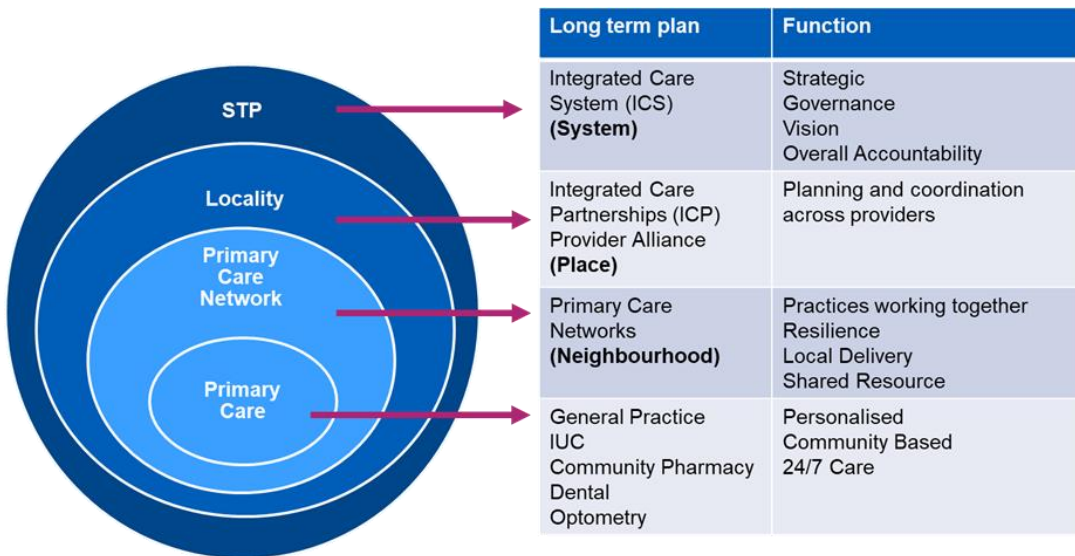 STP
Locality
Primary
Care
Network
Primary
Care
Long term plan
Function
Integrated Care
System (ICS)
(System)
Strategic
Governance
Vision
Overall Accountability
Integrated Care
Partnerships (ICP)
Provider Alliance
(Place)
Planning and coordination
across providers
Primary Care
Networks
(Neighbourhood)
Practices working together
Resilience
Local Delivery
Shared Resource
General Practice
IUC
Community Pharmacy
Dental
Optometry
Personalised
Community Based
24/7 Care